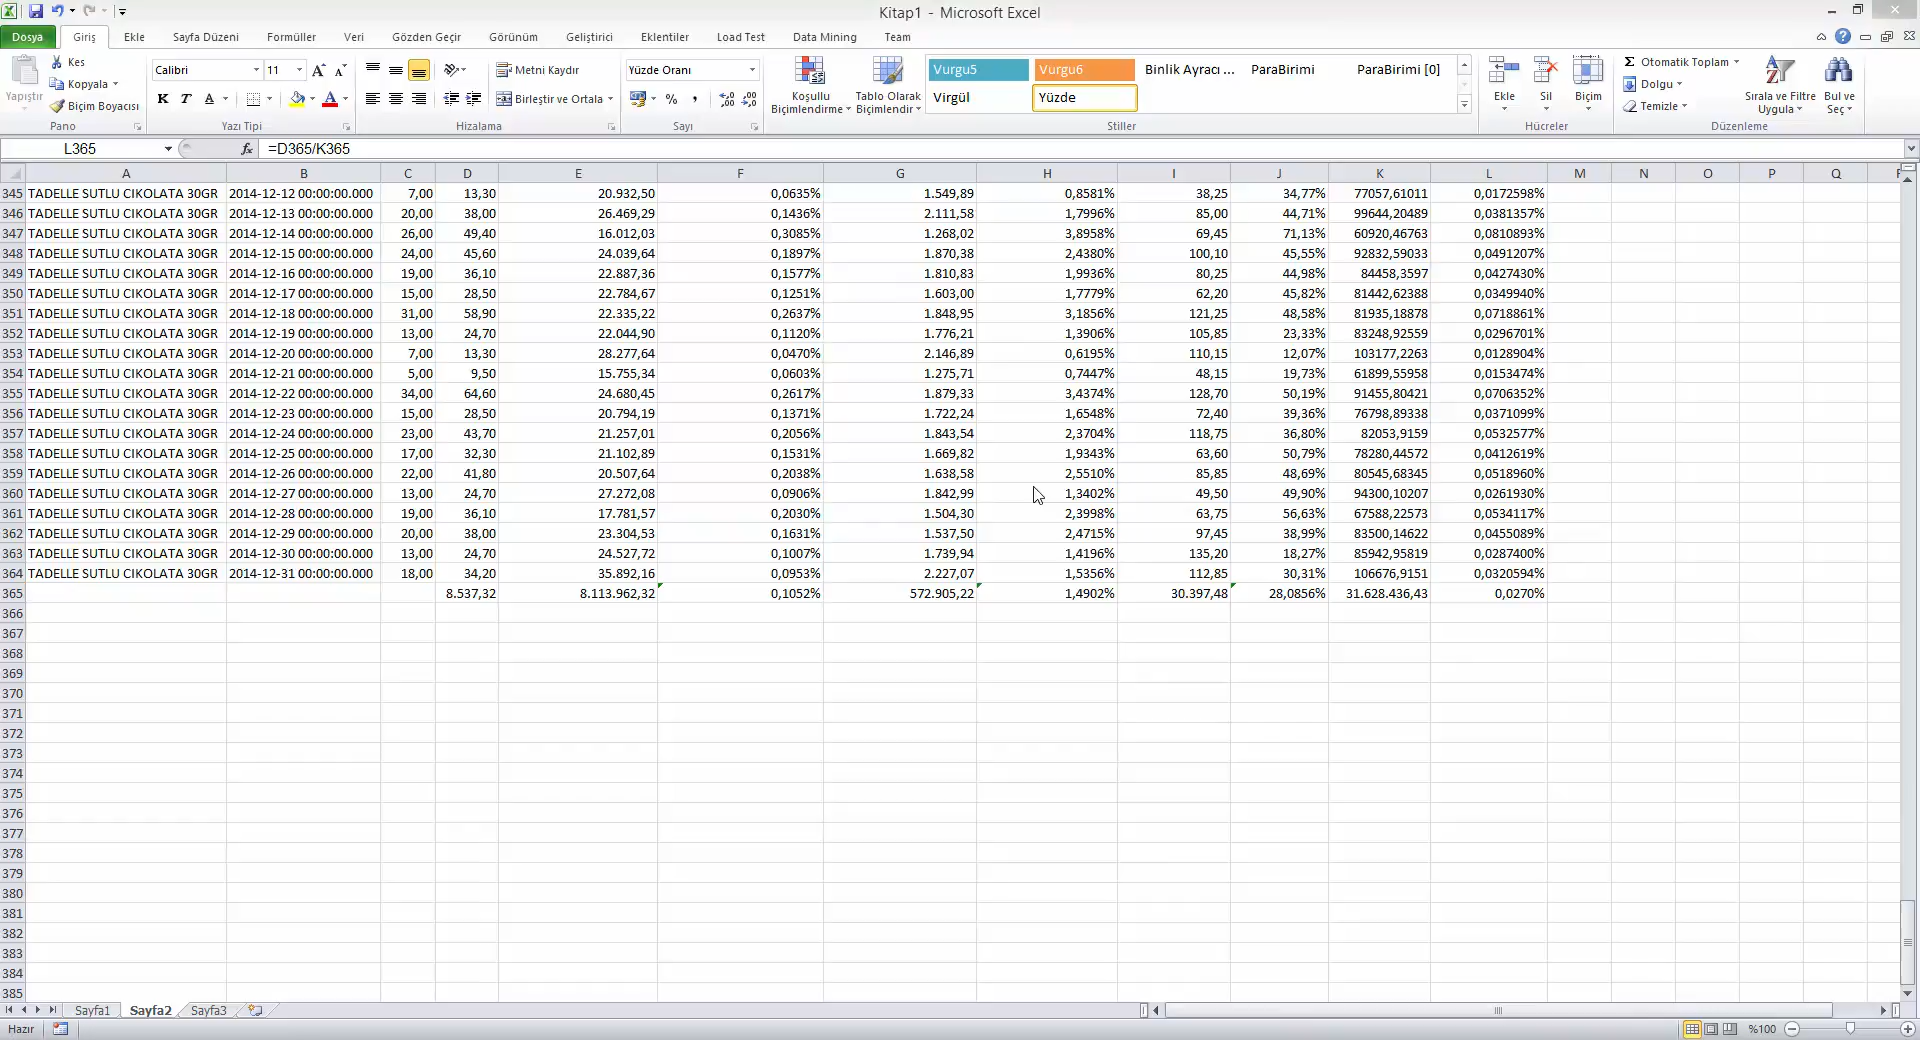 Kitap1 - Microsoft Excel
Dosya Giriş Ekle Sayfa Düzeni Formüller Veri Gözden Geçir Görünüm Geliştirici Eklentiler Load Test Data Mining Team
Yapıştır
Kes
Kopyala
Biçim Boyacısı
Pano
Calibri 11
K T A
Yazı Tipi
Metni Kaydır
Birleştir ve Ortala
Hizalama
Yüzde Oranı
%
Sayı
Koşullu Biçimlendirme
Tablo Olarak Biçimlendir
Vurgu5 Vurgu6 Binlik Ayracı ... ParaBirimi ParaBirimi [0]
Virgül Yüzde
Stiller
Ekle Sil Biçim
Hücreler
Σ Otomatik Toplam
Dolgu
Temizle
Sırala ve Filtre Uygula
Bul ve Seç
Düzenleme
L365 fx =D365/K365
A B C D E F G H I J K L M N O P Q
345 TADELLE SUTLU CIKOLATA 30GR 2014-12-12 00:00:00.000 7,00 13,30 20.932,50 0,0635% 1.549,89 0,8581% 38,25 34,77% 77057,61011 0,0172598%
346 TADELLE SUTLU CIKOLATA 30GR 2014-12-13 00:00:00.000 20,00 38,00 26.469,29 0,1436% 2.111,58 1,7996% 85,00 44,71% 99644,20489 0,0381357%
347 TADELLE SUTLU CIKOLATA 30GR 2014-12-14 00:00:00.000 26,00 49,40 16.012,03 0,3085% 1.268,02 3,8958% 69,45 71,13% 60920,46763 0,0810893%
348 TADELLE SUTLU CIKOLATA 30GR 2014-12-15 00:00:00.000 24,00 45,60 24.039,64 0,1897% 1.870,38 2,4380% 100,10 45,55% 92832,59033 0,0491207%
349 TADELLE SUTLU CIKOLATA 30GR 2014-12-16 00:00:00.000 19,00 36,10 22.887,36 0,1577% 1.810,83 1,9936% 80,25 44,98% 84458,3597 0,0427430%
350 TADELLE SUTLU CIKOLATA 30GR 2014-12-17 00:00:00.000 15,00 28,50 22.784,67 0,1251% 1.603,00 1,7779% 62,20 45,82% 81442,62388 0,0349940%
351 TADELLE SUTLU CIKOLATA 30GR 2014-12-18 00:00:00.000 31,00 58,90 22.335,22 0,2637% 1.848,95 3,1856% 121,25 48,58% 81935,18878 0,0718861%
352 TADELLE SUTLU CIKOLATA 30GR 2014-12-19 00:00:00.000 13,00 24,70 22.044,90 0,1120% 1.776,21 1,3906% 105,85 23,33% 83248,92559 0,0296701%
353 TADELLE SUTLU CIKOLATA 30GR 2014-12-20 00:00:00.000 7,00 13,30 28.277,64 0,0470% 2.146,89 0,6195% 110,15 12,07% 103177,2263 0,0128904%
354 TADELLE SUTLU CIKOLATA 30GR 2014-12-21 00:00:00.000 5,00 9,50 15.755,34 0,0603% 1.275,71 0,7447% 48,15 19,73% 61899,55958 0,0153474%
355 TADELLE SUTLU CIKOLATA 30GR 2014-12-22 00:00:00.000 34,00 64,60 24.680,45 0,2617% 1.879,33 3,4374% 128,70 50,19% 91455,80421 0,0706352%
356 TADELLE SUTLU CIKOLATA 30GR 2014-12-23 00:00:00.000 15,00 28,50 20.794,19 0,1371% 1.722,24 1,6548% 72,40 39,36% 76798,89338 0,0371099%
357 TADELLE SUTLU CIKOLATA 30GR 2014-12-24 00:00:00.000 23,00 43,70 21.257,01 0,2056% 1.843,54 2,3704% 118,75 36,80% 82053,9159 0,0532577%
358 TADELLE SUTLU CIKOLATA 30GR 2014-12-25 00:00:00.000 17,00 32,30 21.102,89 0,1531% 1.669,82 1,9343% 63,60 50,79% 78280,44572 0,0412619%
359 TADELLE SUTLU CIKOLATA 30GR 2014-12-26 00:00:00.000 22,00 41,80 20.507,64 0,2038% 1.638,58 2,5510% 85,85 48,69% 80545,68345 0,0518960%
360 TADELLE SUTLU CIKOLATA 30GR 2014-12-27 00:00:00.000 13,00 24,70 27.272,08 0,0906% 1.842,99 1,3402% 49,50 49,90% 94300,10207 0,0261930%
361 TADELLE SUTLU CIKOLATA 30GR 2014-12-28 00:00:00.000 19,00 36,10 17.781,57 0,2030% 1.504,30 2,3998% 63,75 56,63% 67588,22573 0,0534117%
362 TADELLE SUTLU CIKOLATA 30GR 2014-12-29 00:00:00.000 20,00 38,00 23.304,53 0,1631% 1.537,50 2,4715% 97,45 38,99% 83500,14622 0,0455089%
363 TADELLE SUTLU CIKOLATA 30GR 2014-12-30 00:00:00.000 13,00 24,70 24.527,72 0,1007% 1.739,94 1,4196% 135,20 18,27% 85942,95819 0,0287400%
364 TADELLE SUTLU CIKOLATA 30GR 2014-12-31 00:00:00.000 18,00 34,20 35.892,16 0,0953% 2.227,07 1,5356% 112,85 30,31% 106676,9151 0,0320594%
365 8.537,32 8.113.962,32 0,1052% 572.905,22 1,4902% 30.397,48 28,0856% 31.628.436,43 0,0270%
366
367
368
369
370
371
372
373
374
375
376
377
378
379
380
381
382
383
384
385
Sayfa1 Sayfa2 Sayfa3
Hazır %100